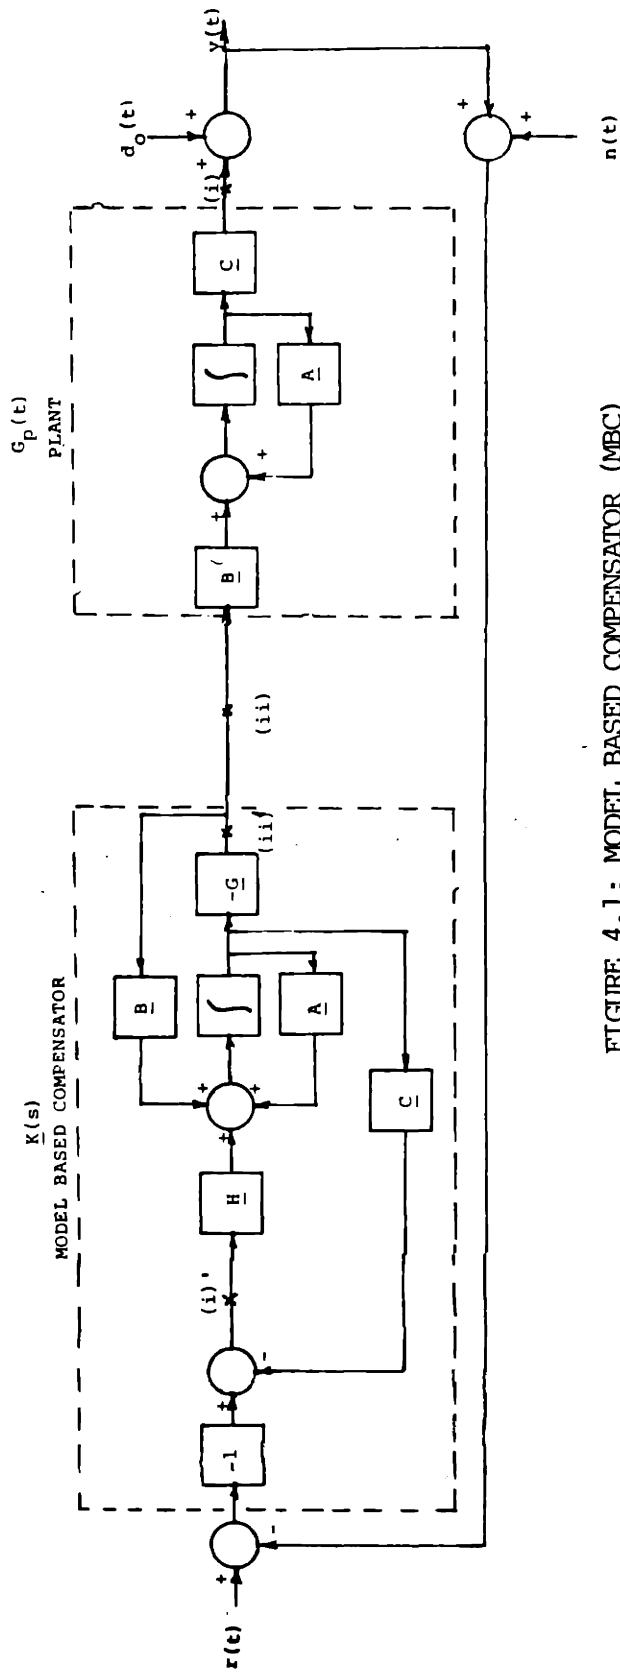 K(s)
MODEL BASED COMPENSATOR
G_p(t)
PLANT
r(t)
+
-
-1
+
-
(i)'
H
+
+
+
B
∫
A
-G
C
(ii)'
(ii)
B
+
+
∫
A
C
(i)
+
+
d_o(t)
y(t)
+
+
n(t)
FIGURE 4.1: MODEL BASED COMPENSATOR (MBC)